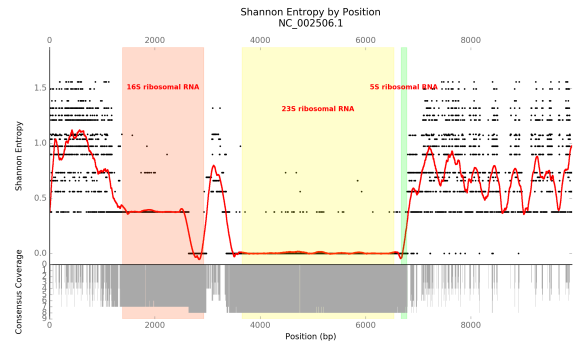 Shannon Entropy by Position
NC_002506.1
2000
4000
6000
8000
1.5
1.0
0.5
0.0
Shannon Entropy
16S ribosomal RNA
23S ribosomal RNA
5S ribosomal RNA
Consensus Coverage
0
2000
4000
6000
8000
Position (bp)